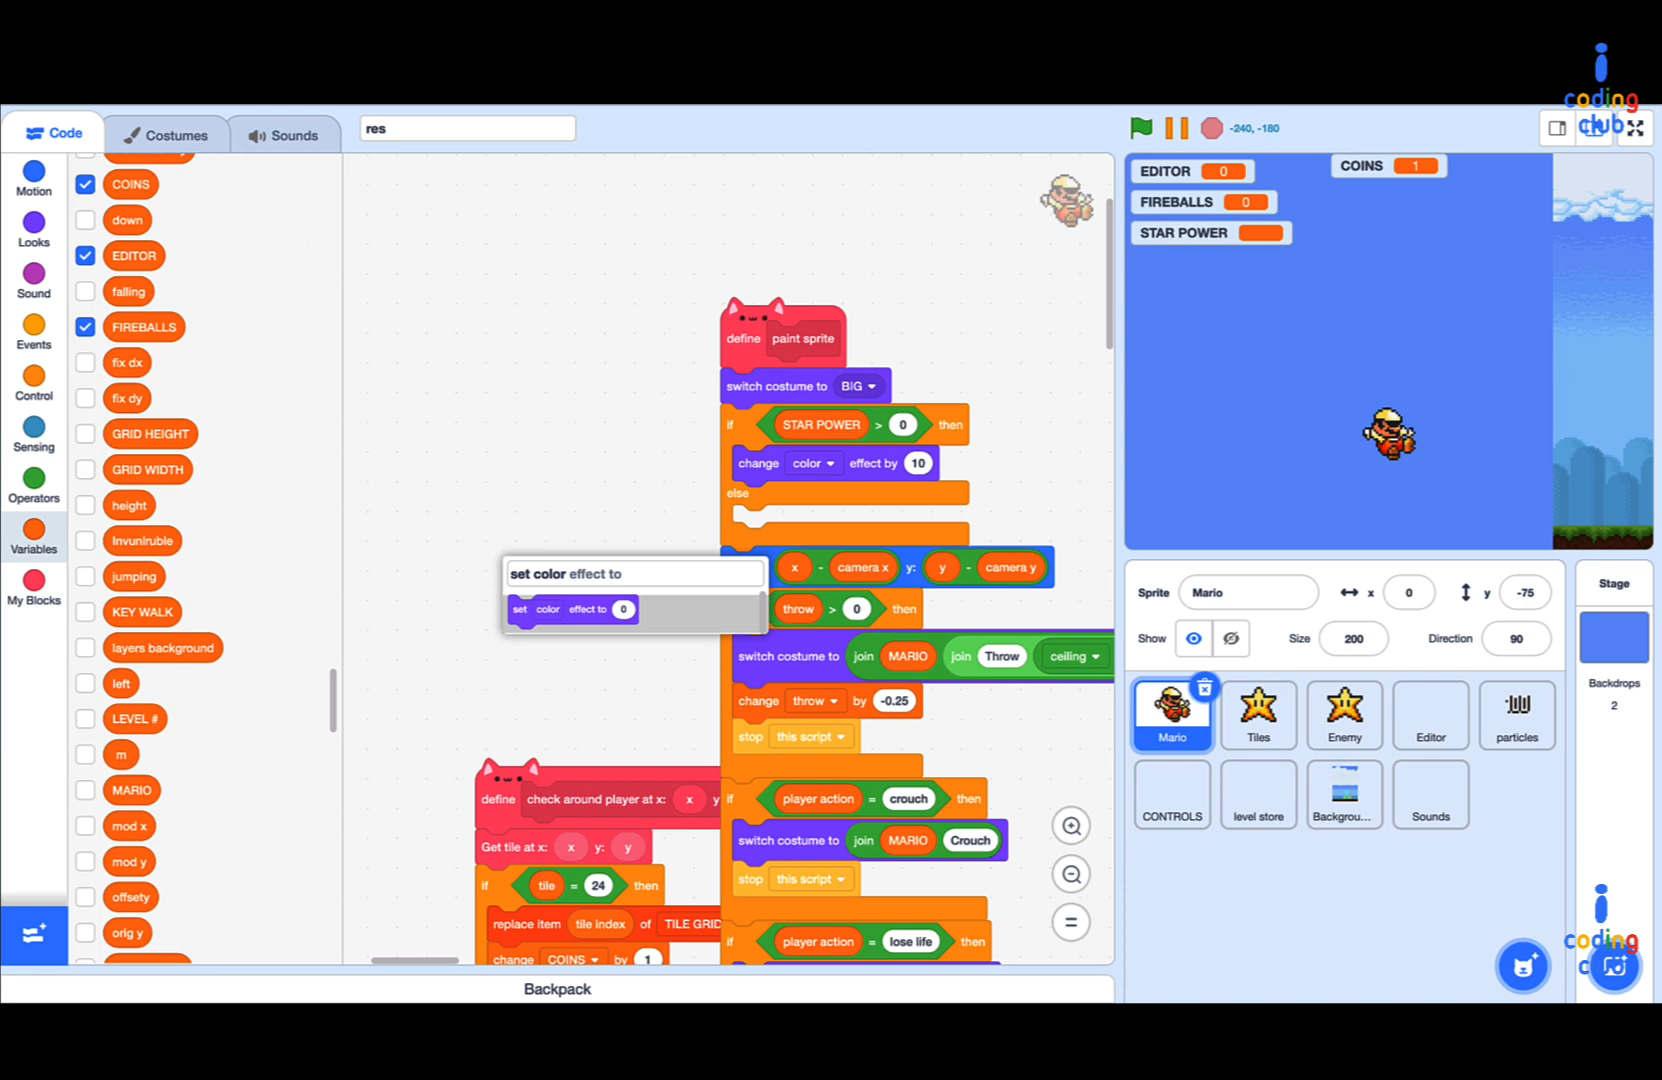 i
coding
club
Code
Costumes
Sounds
res
-240, -180
Motion
Looks
Sound
Events
Control
Sensing
Operators
Variables
My Blocks
COINS
down
EDITOR
falling
FIREBALLS
fix dx
fix dy
GRID HEIGHT
GRID WIDTH
height
Invunlruble
jumping
KEY WALK
layers background
left
LEVEL #
m
MARIO
mod x
mod y
offsety
orig y
define paint sprite
switch costume to BIG
if STAR POWER > 0 then
change color effect by 10
else
x - camera x y: y - camera y
set color effect to
set color effect to 0
throw > 0 then
switch costume to join MARIO join Throw ceiling
change throw by -0.25
stop this script
if player action = crouch then
switch costume to join MARIO Crouch
stop this script
if player action = lose life then
define check around player at x: x y
Get tile at x: x y: y
if tile = 24 then
replace item tile index of TILE GRID
change COINS by 1
Backpack
EDITOR 0
FIREBALLS 0
STAR POWER
COINS 1
Sprite Mario x 0 y -75
Show Size 200 Direction 90
Mario
Tiles
Enemy
Editor
particles
CONTROLS
level store
Backgrou...
Sounds
Stage
Backdrops
2
i
coding